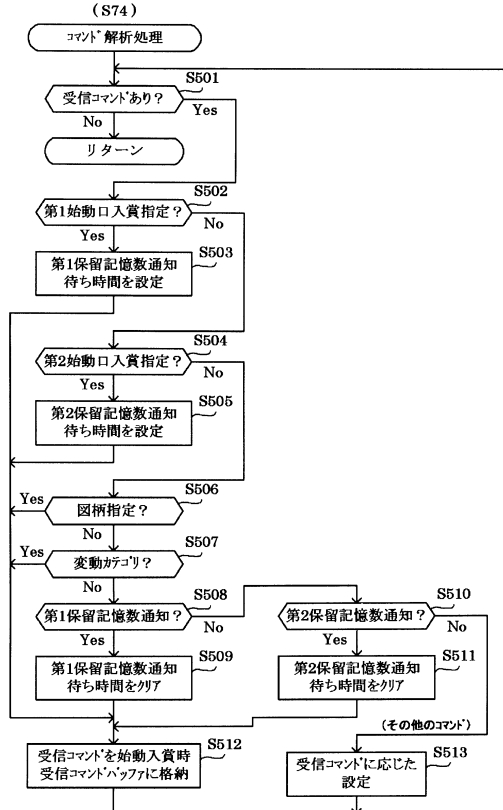 (S74)
コマンド解析処理
S501
受信コマンドあり？
Yes
No
リターン
S502
第1始動口入賞指定？
No
Yes
S503
第1保留記憶数通知
待ち時間を設定
S504
第2始動口入賞指定？
No
Yes
S505
第2保留記憶数通知
待ち時間を設定
S506
Yes
図柄指定？
No
S507
Yes
変動カテゴリ？
No
S508
第1保留記憶数通知？
No
Yes
S509
第1保留記憶数通知
待ち時間をクリア
S510
第2保留記憶数通知？
No
Yes
S511
第2保留記憶数通知
待ち時間をクリア
(その他のコマンド)
S512
受信コマンドを始動入賞時
受信コマンドバッファに格納
S513
受信コマンドに応じた
設定